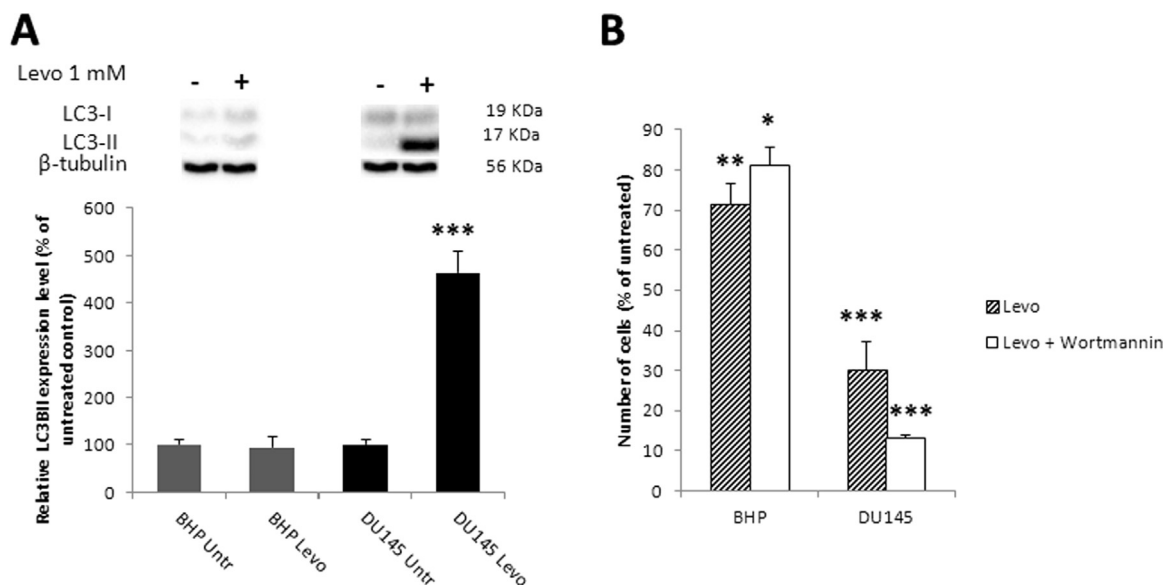 A
Levo 1 mM - + - +
LC3-I 19 KDa
LC3-II 17 KDa
β-tubulin 56 KDa
Relative LC3BII expression level (% of
untreated control)
600
500
400
300
200
100
0
***
BHP Untr
BHP Levo
DU145 Untr
DU145 Levo
B
Number of cells (% of untreated)
90
80
70
60
50
40
30
20
10
0
**
*
***
***
BHP
DU145
Levo
Levo + Wortmannin